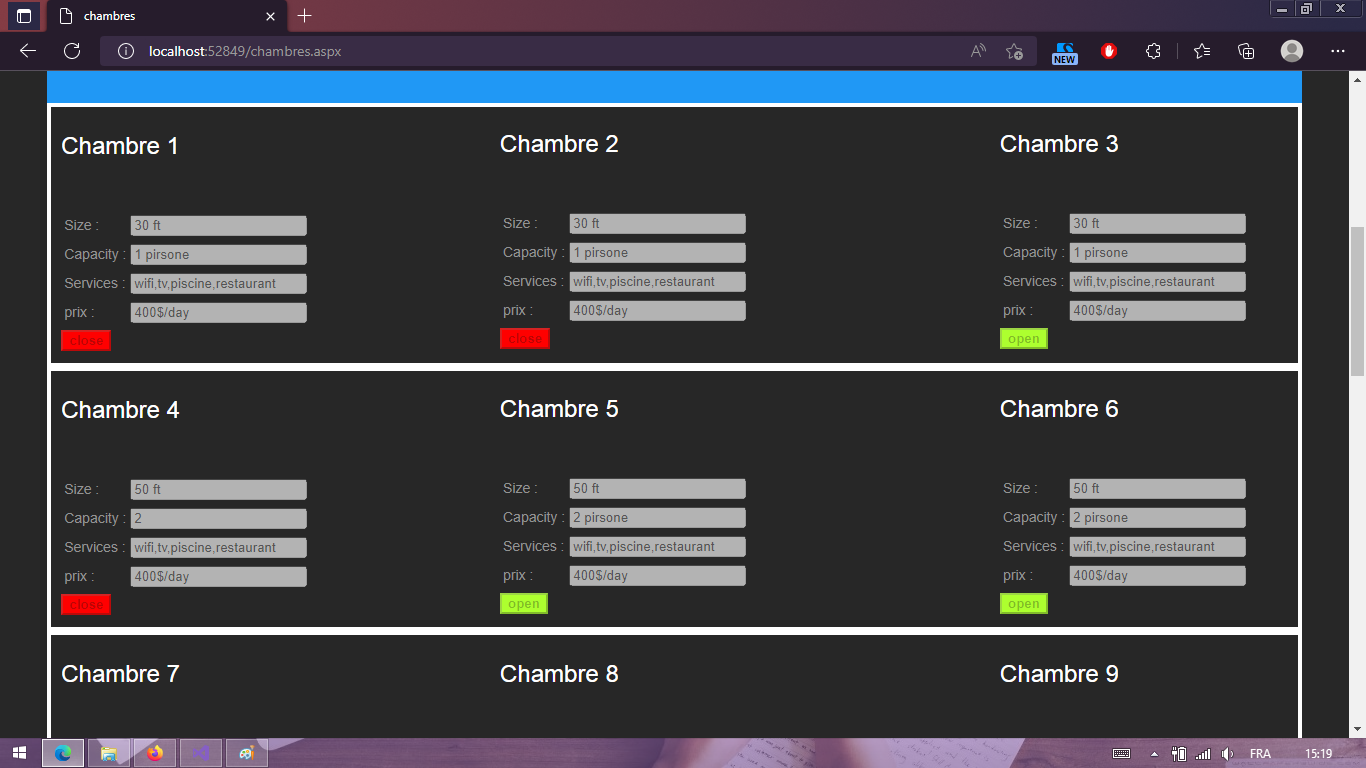 chambres
localhost:52849/chambres.aspx
NEW
Chambre 1
Size : 30 ft
Capacity : 1 pirsone
Services : wifi,tv,piscine,restaurant
prix : 400$/day
close
Chambre 2
Size : 30 ft
Capacity : 1 pirsone
Services : wifi,tv,piscine,restaurant
prix : 400$/day
close
Chambre 3
Size : 30 ft
Capacity : 1 pirsone
Services : wifi,tv,piscine,restaurant
prix : 400$/day
open
Chambre 4
Size : 50 ft
Capacity : 2
Services : wifi,tv,piscine,restaurant
prix : 400$/day
close
Chambre 5
Size : 50 ft
Capacity : 2 pirsone
Services : wifi,tv,piscine,restaurant
prix : 400$/day
open
Chambre 6
Size : 50 ft
Capacity : 2 pirsone
Services : wifi,tv,piscine,restaurant
prix : 400$/day
open
Chambre 7
Chambre 8
Chambre 9
FRA
15:19